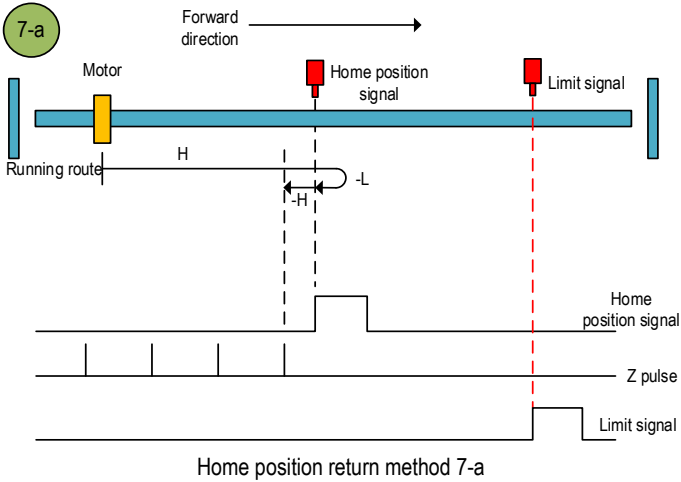 7-a
Forward
direction
Motor
Home position
signal
Limit signal
Running route
H
-L
-H
Home
position signal
Z pulse
Limit signal
Home position return method 7-a